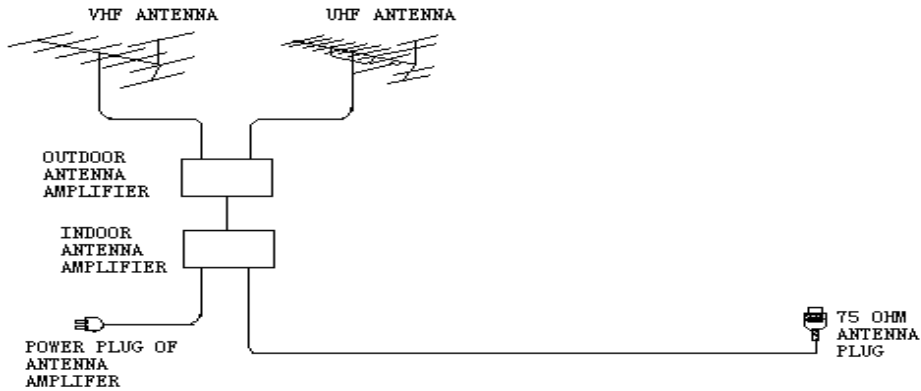 VHF ANTENNA
UHF ANTENNA
OUTDOOR
ANTENNA
AMPLIFIER
INDOOR
ANTENNA
AMPLIFIER
75 OHM
ANTENNA
PLUG
POWER PLUG OF
ANTENNA
AMPLIFER